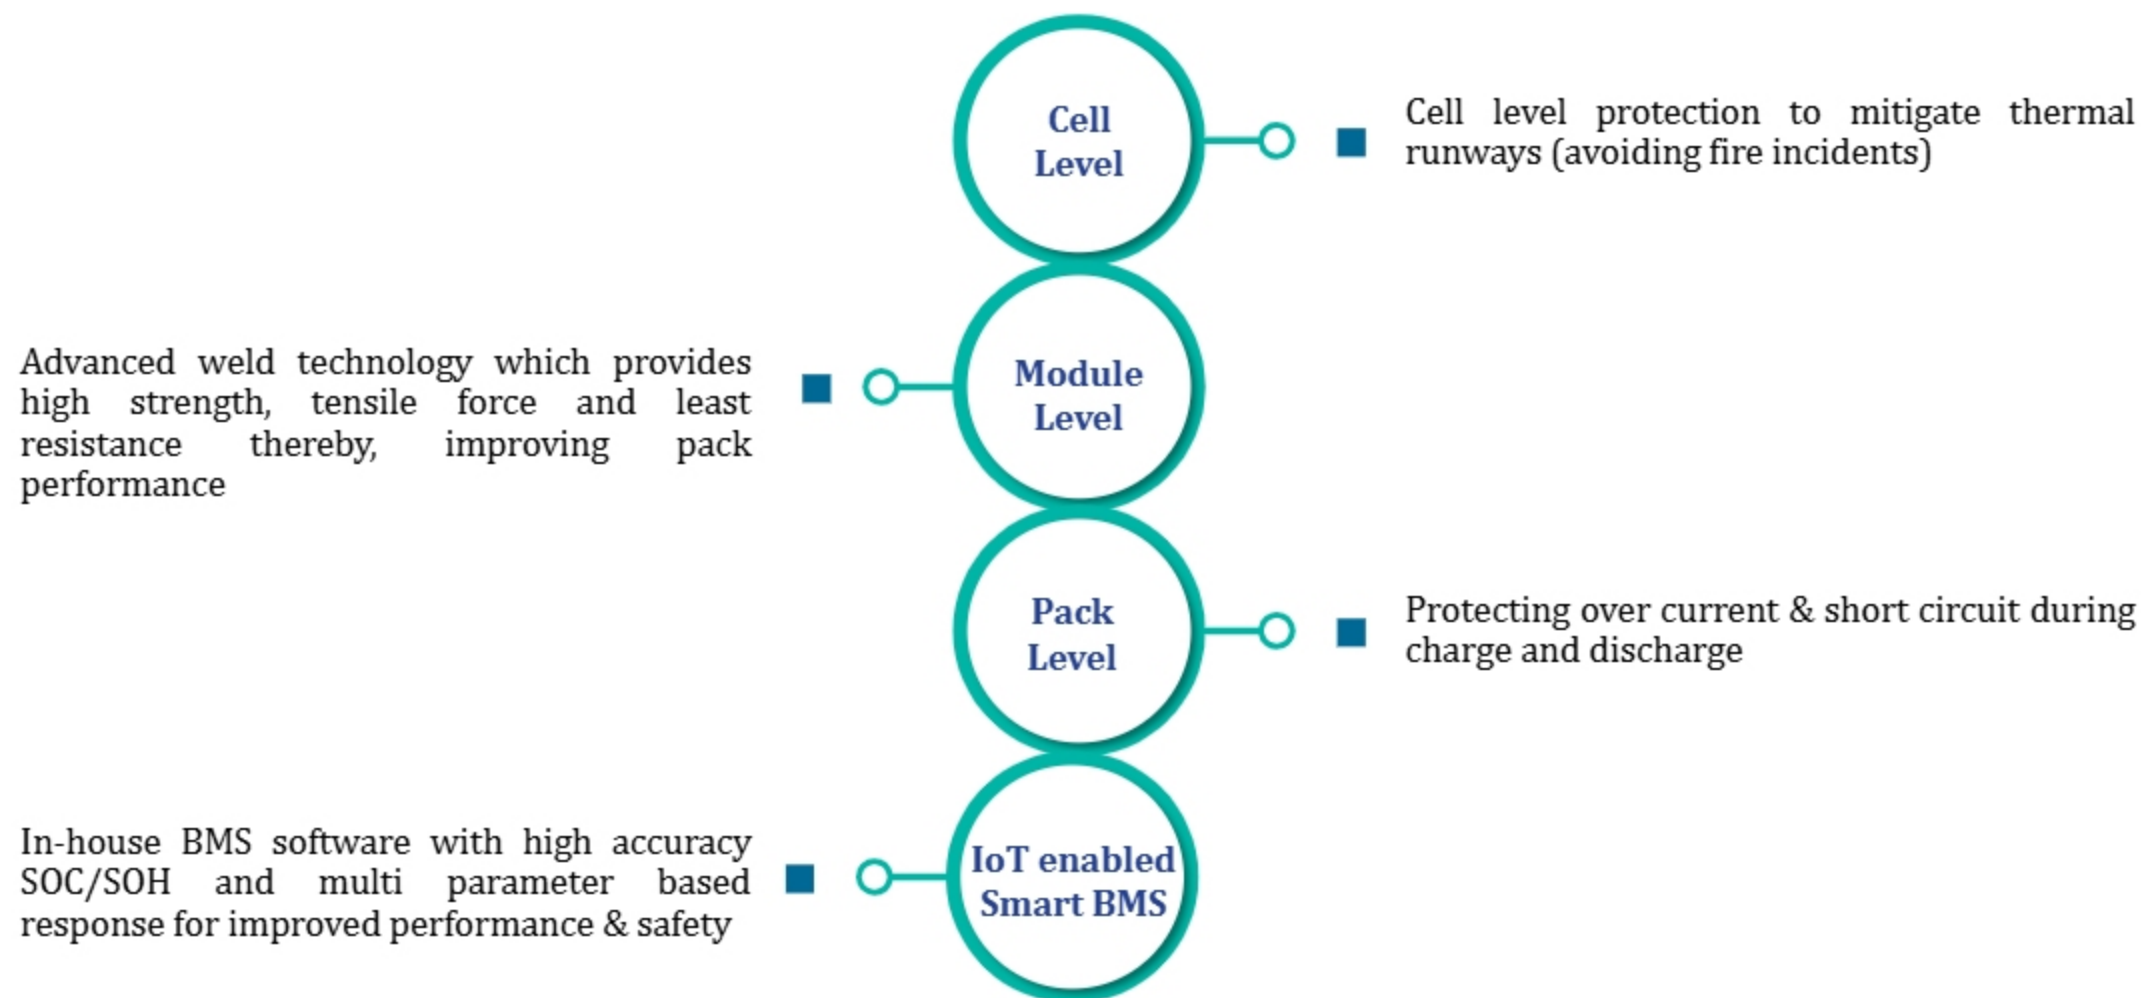 Cell
Level
Cell level protection to mitigate thermal
runways (avoiding fire incidents)
Module
Level
Advanced weld technology which provides
high strength, tensile force and least
resistance thereby, improving pack
performance
Pack
Level
Protecting over current & short circuit during
charge and discharge
IoT enabled
Smart BMS
In-house BMS software with high accuracy
SOC/SOH and multi parameter based
response for improved performance & safety